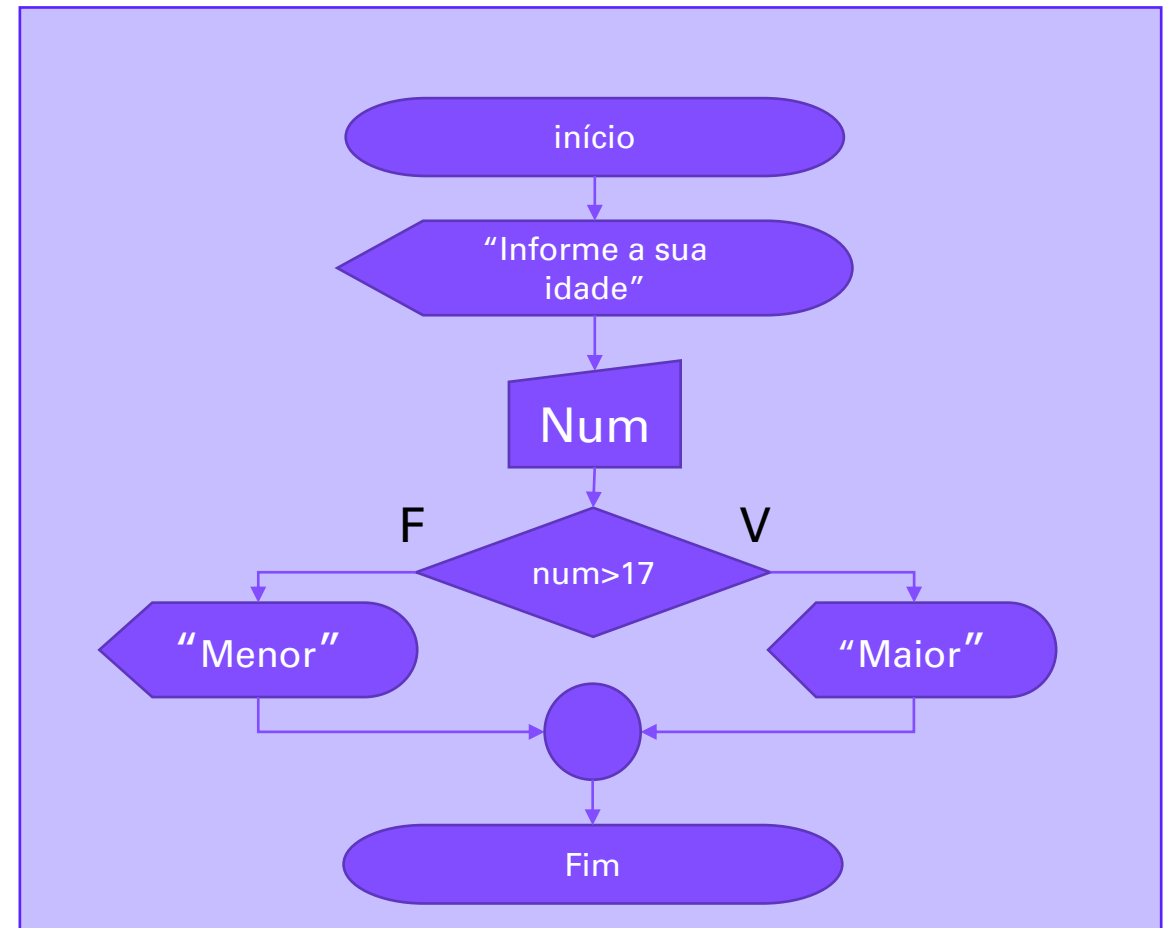 início
“Informe a sua
idade”
Num
F
V
num>17
“Menor”
“Maior”
Fim